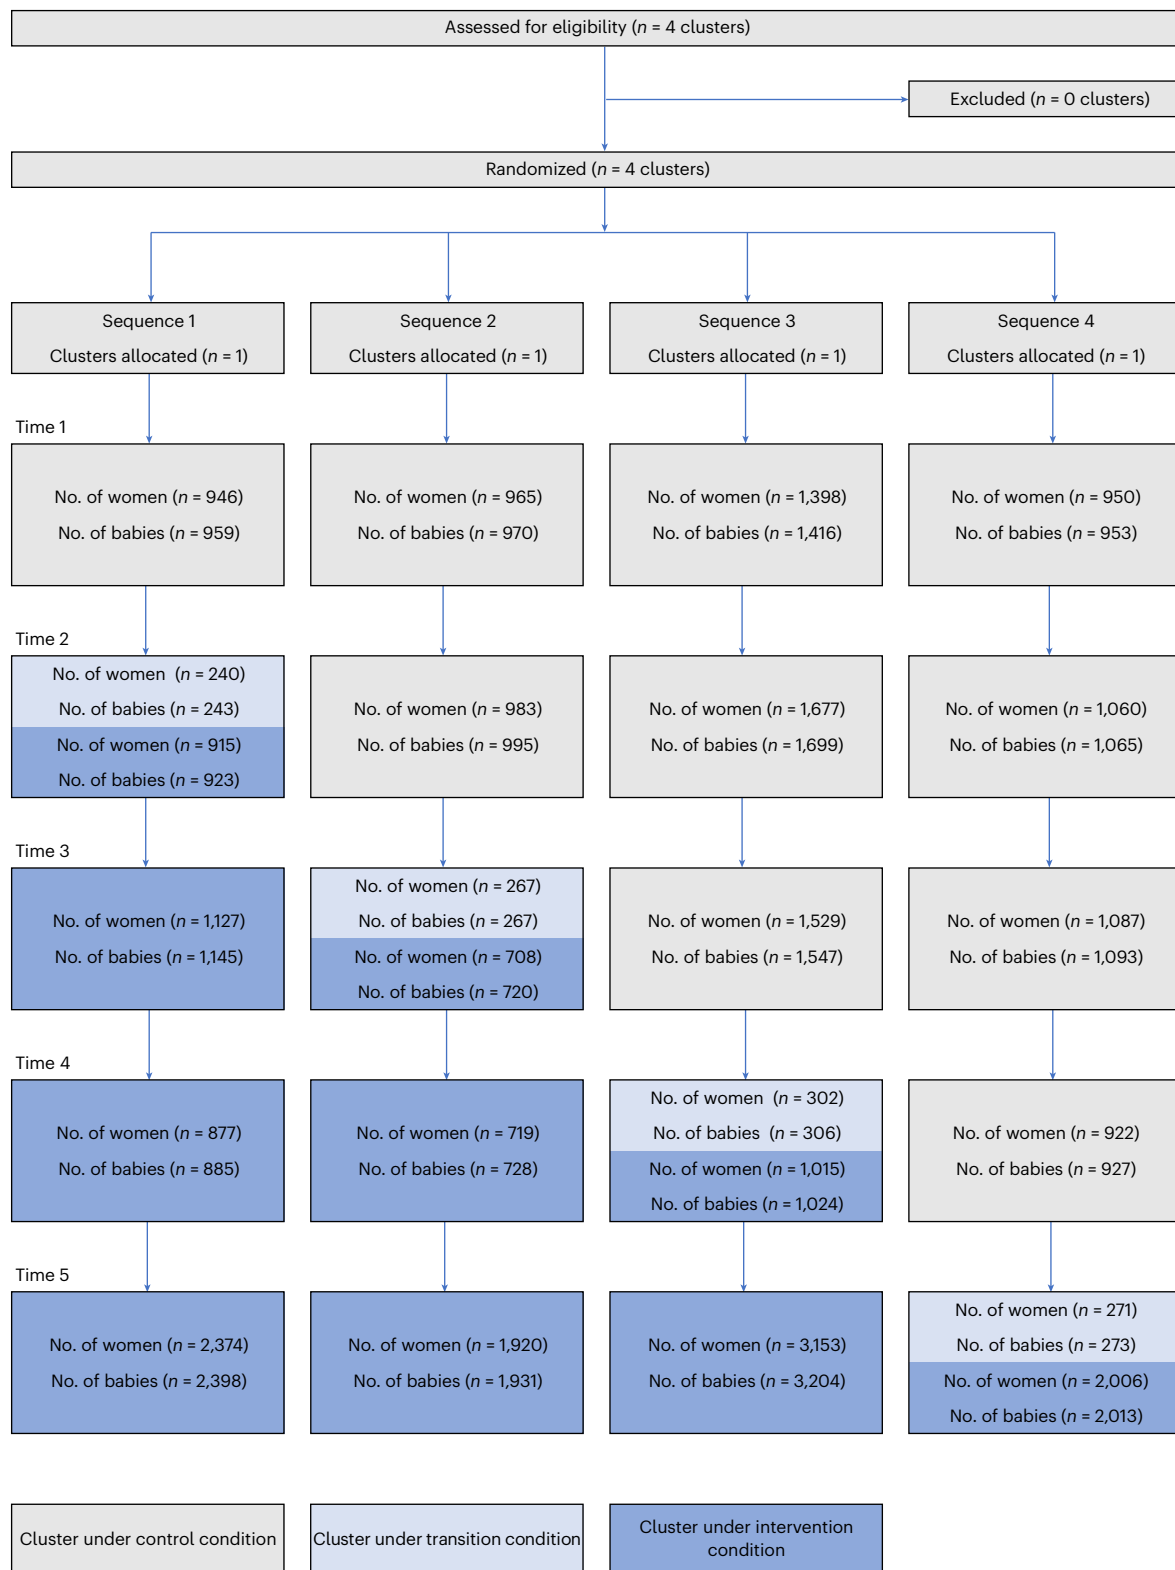 Assessed for eligibility (n = 4 clusters)
Excluded (n = 0 clusters)
Randomized (n = 4 clusters)
Sequence 1
Clusters allocated (n = 1)
Sequence 2
Clusters allocated (n = 1)
Sequence 3
Clusters allocated (n = 1)
Sequence 4
Clusters allocated (n = 1)
Time 1
No. of women (n = 946)
No. of babies (n = 959)
No. of women (n = 965)
No. of babies (n = 970)
No. of women (n = 1,398)
No. of babies (n = 1,416)
No. of women (n = 950)
No. of babies (n = 953)
Time 2
No. of women (n = 240)
No. of babies (n = 243)
No. of women (n = 915)
No. of babies (n = 923)
No. of women (n = 983)
No. of babies (n = 995)
No. of women (n = 1,677)
No. of babies (n = 1,699)
No. of women (n = 1,060)
No. of babies (n = 1,065)
Time 3
No. of women (n = 1,127)
No. of babies (n = 1,145)
No. of women (n = 267)
No. of babies (n = 267)
No. of women (n = 708)
No. of babies (n = 720)
No. of women (n = 1,529)
No. of babies (n = 1,547)
No. of women (n = 1,087)
No. of babies (n = 1,093)
Time 4
No. of women (n = 877)
No. of babies (n = 885)
No. of women (n = 719)
No. of babies (n = 728)
No. of women (n = 302)
No. of babies (n = 306)
No. of women (n = 1,015)
No. of babies (n = 1,024)
No. of women (n = 922)
No. of babies (n = 927)
Time 5
No. of women (n = 2,374)
No. of babies (n = 2,398)
No. of women (n = 1,920)
No. of babies (n = 1,931)
No. of women (n = 3,153)
No. of babies (n = 3,204)
No. of women (n = 271)
No. of babies (n = 273)
No. of women (n = 2,006)
No. of babies (n = 2,013)
Cluster under control condition
Cluster under transition condition
Cluster under intervention
condition